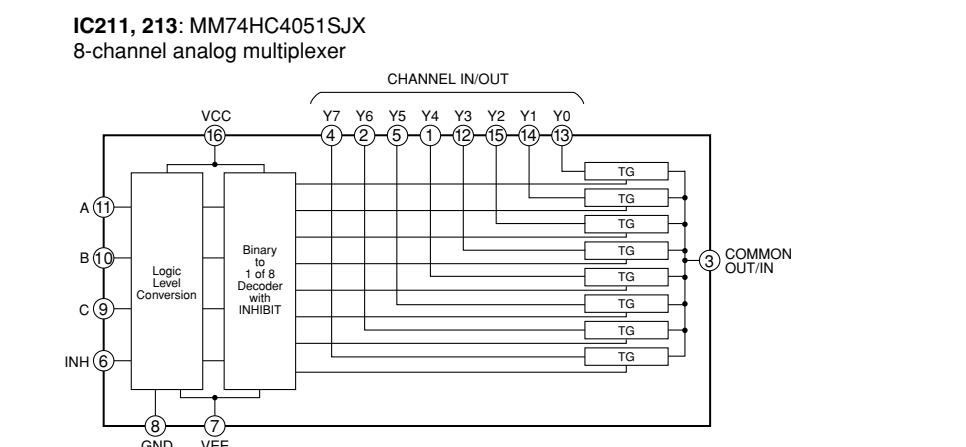 IC211, 213: MM74HC4051SJX
8-channel analog multiplexer
CHANNEL IN/OUT
VCC Y7 Y6 Y5 Y4 Y3 Y2 Y1 Y0
16 4 2 5 1 12 15 14 13
TG
TG
TG
TG
TG
TG
TG
TG
A 11
B 10
C 9
INH 6
Logic
Level
Conversion
Binary
to
1 of 8
Decoder
with
INHIBIT
3 COMMON
OUT/IN
8 7
GND VEE